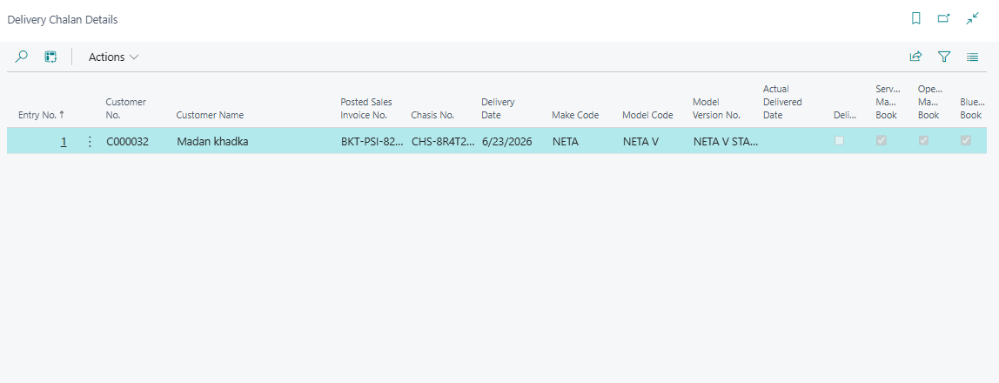 Delivery Chalan Details
Actions
Entry No. ↑
Customer No.
Customer Name
Posted Sales Invoice No.
Chasis No.
Delivery Date
Make Code
Model Code
Model Version No.
Actual Delivered Date
Deli...
Serv... Ma... Book
Ope... Ma... Book
Blue... Book
1 C000032 Madan khadka BKT-PSI-82... CHS-8R4T2... 6/23/2026 NETA NETA V NETA V STA...